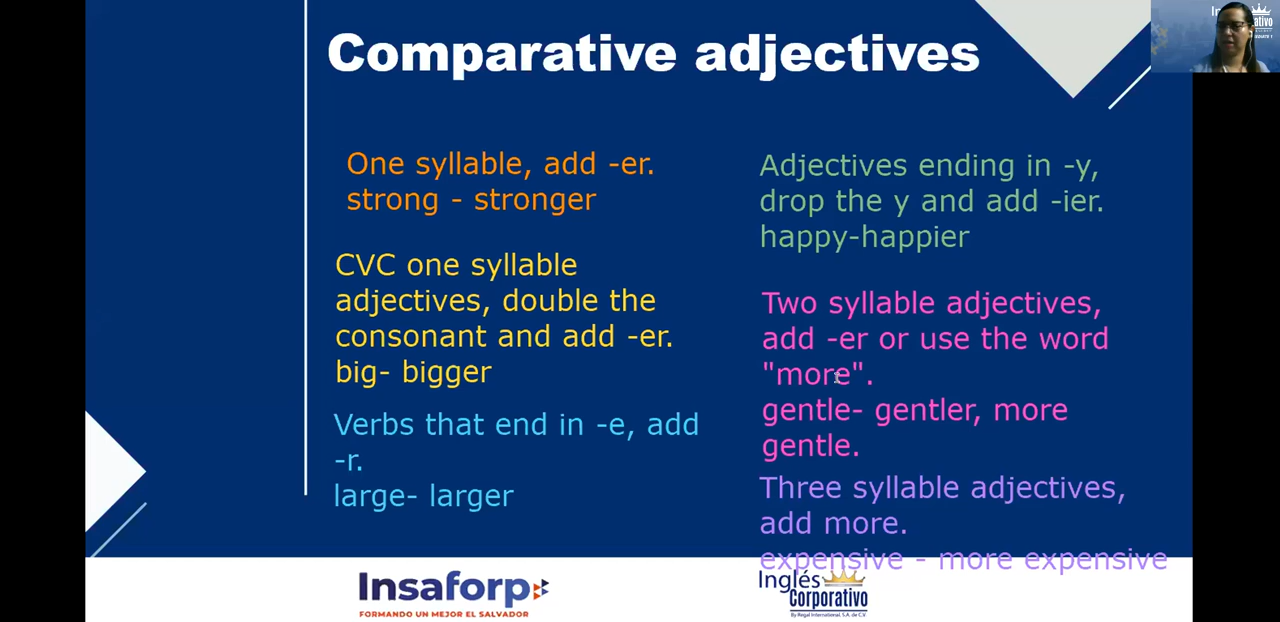 Comparative adjectives
One syllable, add -er.
strong - stronger
CVC one syllable
adjectives, double the
consonant and add -er.
big- bigger
Verbs that end in -e, add
-r.
large- larger
Adjectives ending in -y,
drop the y and add -ier.
happy-happier
Two syllable adjectives,
add -er or use the word
"more".
gentle- gentler, more
gentle.
Three syllable adjectives,
add more.
expensive - more expensive
Insaforp
FORMANDO UN MEJOR EL SALVADOR
Inglés
Corporativo
By Regal International, S.A. de C.V.